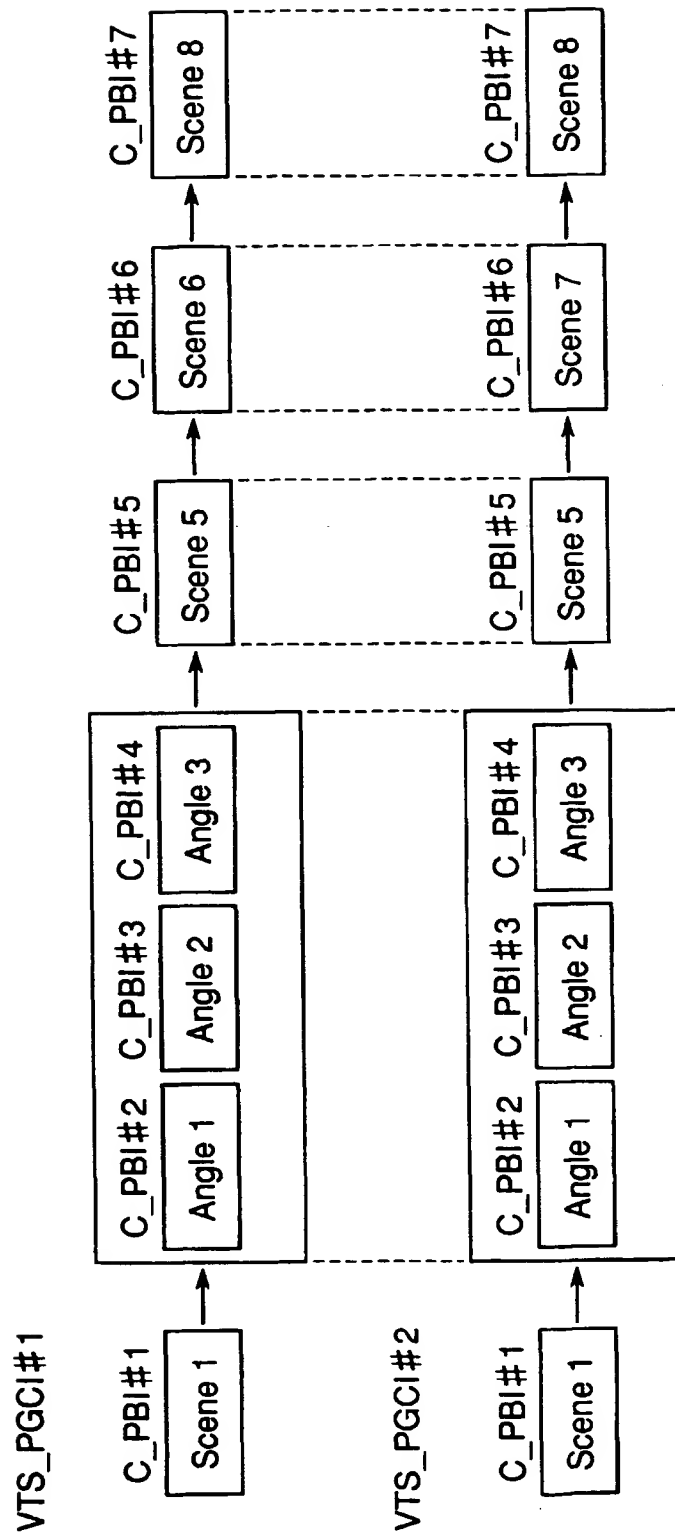 VTS_PGCI#1
C_PBI#1
Scene 1
C_PBI#2
Angle 1
C_PBI#3
Angle 2
C_PBI#4
Angle 3
C_PBI#5
Scene 5
C_PBI#6
Scene 6
C_PBI#7
Scene 8
VTS_PGCI#2
C_PBI#1
Scene 1
C_PBI#2
Angle 1
C_PBI#3
Angle 2
C_PBI#4
Angle 3
C_PBI#5
Scene 5
C_PBI#6
Scene 7
C_PBI#7
Scene 8